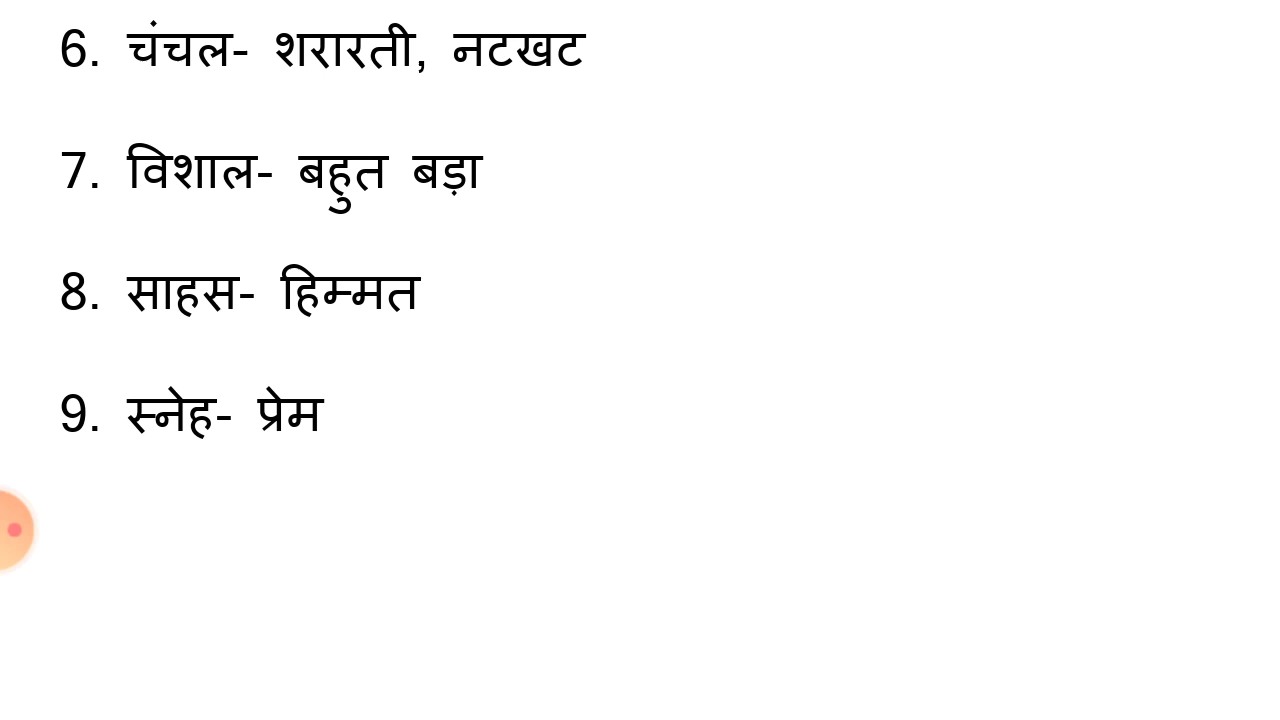 6. चंचल- शरारती, नटखट
7. विशाल- बहुत बड़ा
8. साहस- हिम्मत
9. स्नेह- प्रेम